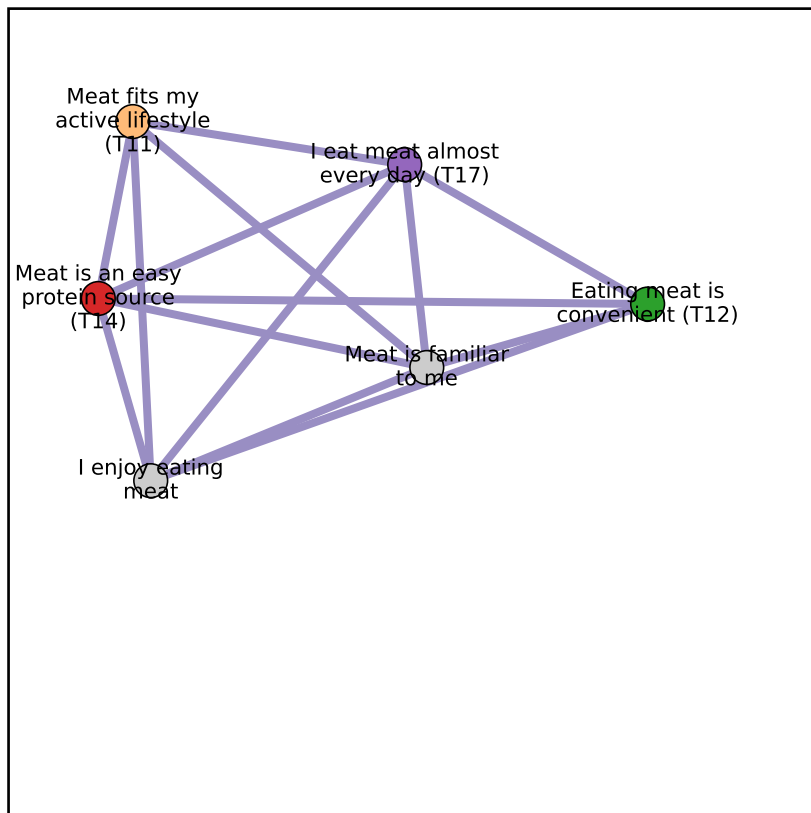 Meat fits my
active lifestyle
(T11)
I eat meat almost
every day (T17)
Meat is an easy
protein source
(T14)
Eating meat is
convenient (T12)
Meat is familiar
to me
I enjoy eating
meat